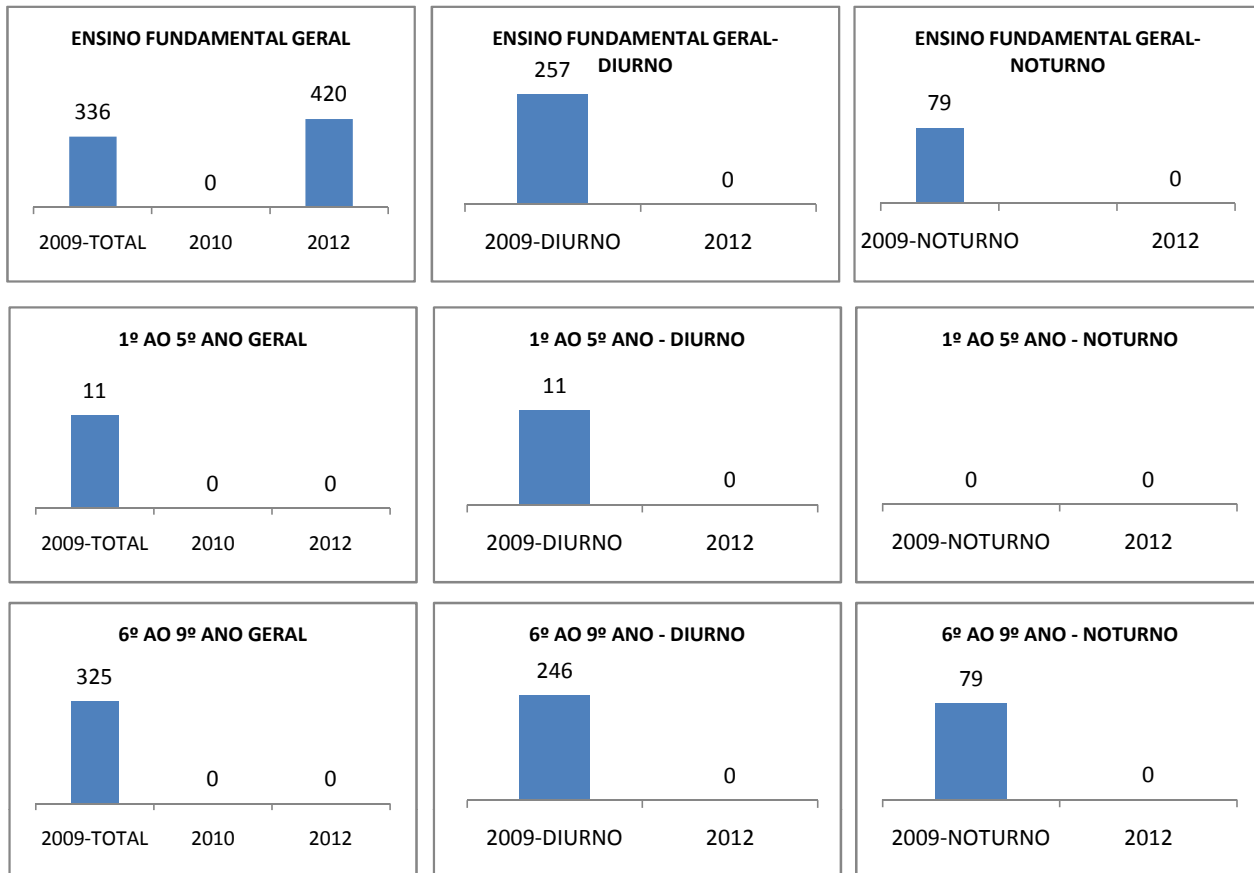 ENSINO FUNDAMENTAL GERAL
336
0
420
2009-TOTAL 2010 2012
ENSINO FUNDAMENTAL GERAL-
DIURNO
257
0
2009-DIURNO 2012
ENSINO FUNDAMENTAL GERAL-
NOTURNO
79
0
2009-NOTURNO 2012
1º AO 5º ANO GERAL
11
0 0
2009-TOTAL 2010 2012
1º AO 5º ANO - DIURNO
11
0
2009-DIURNO 2012
1º AO 5º ANO - NOTURNO
0 0
2009-NOTURNO 2012
6º AO 9º ANO GERAL
325
0 0
2009-TOTAL 2010 2012
6º AO 9º ANO - DIURNO
246
0
2009-DIURNO 2012
6º AO 9º ANO - NOTURNO
79
0
2009-NOTURNO 2012